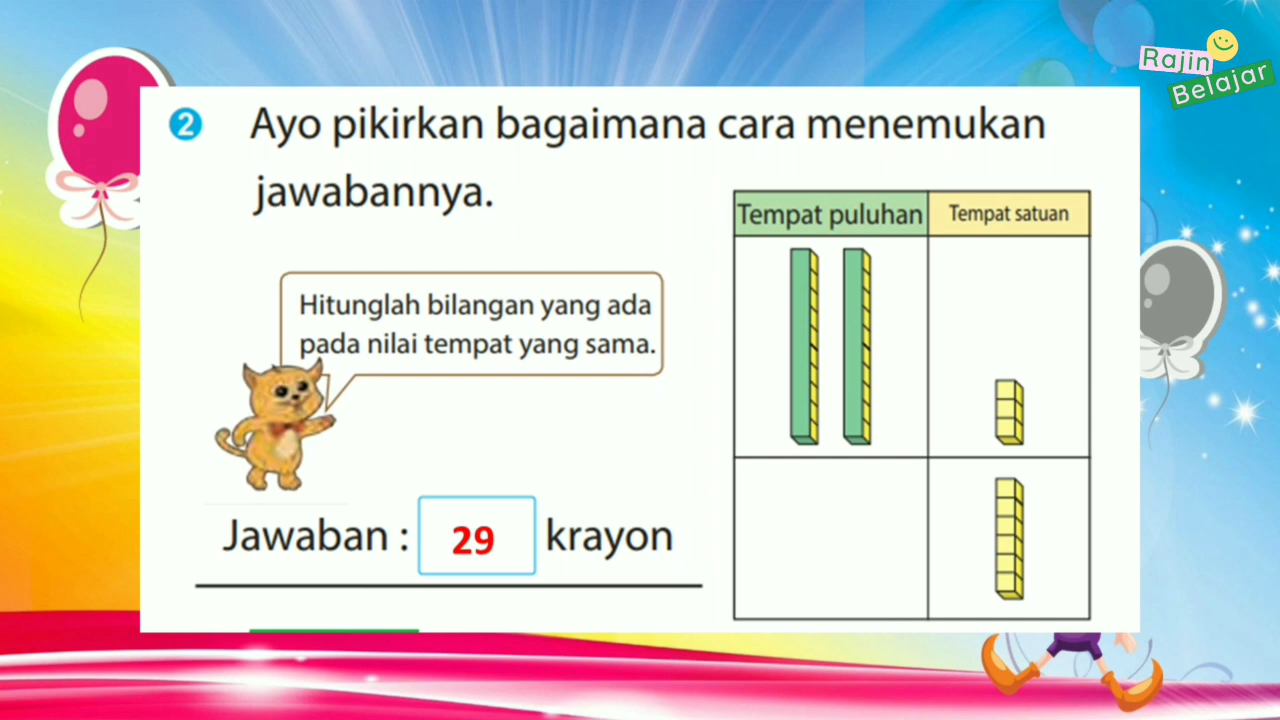 Rajin
Belajar
2 Ayo pikirkan bagaimana cara menemukan
jawabannya.
Tempat puluhan Tempat satuan
Hitunglah bilangan yang ada
pada nilai tempat yang sama.
Jawaban : 29 krayon